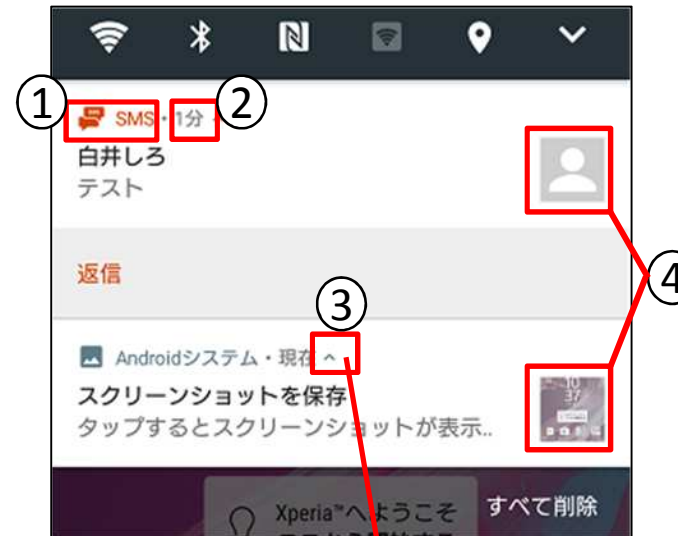 ① ②
SMS・1分
白井しろ
テスト
返信
③
④
Androidシステム・現在
スクリーンショットを保存
タップするとスクリーンショットが表示..
10
37
Xperia™へようこそ
すべて削除